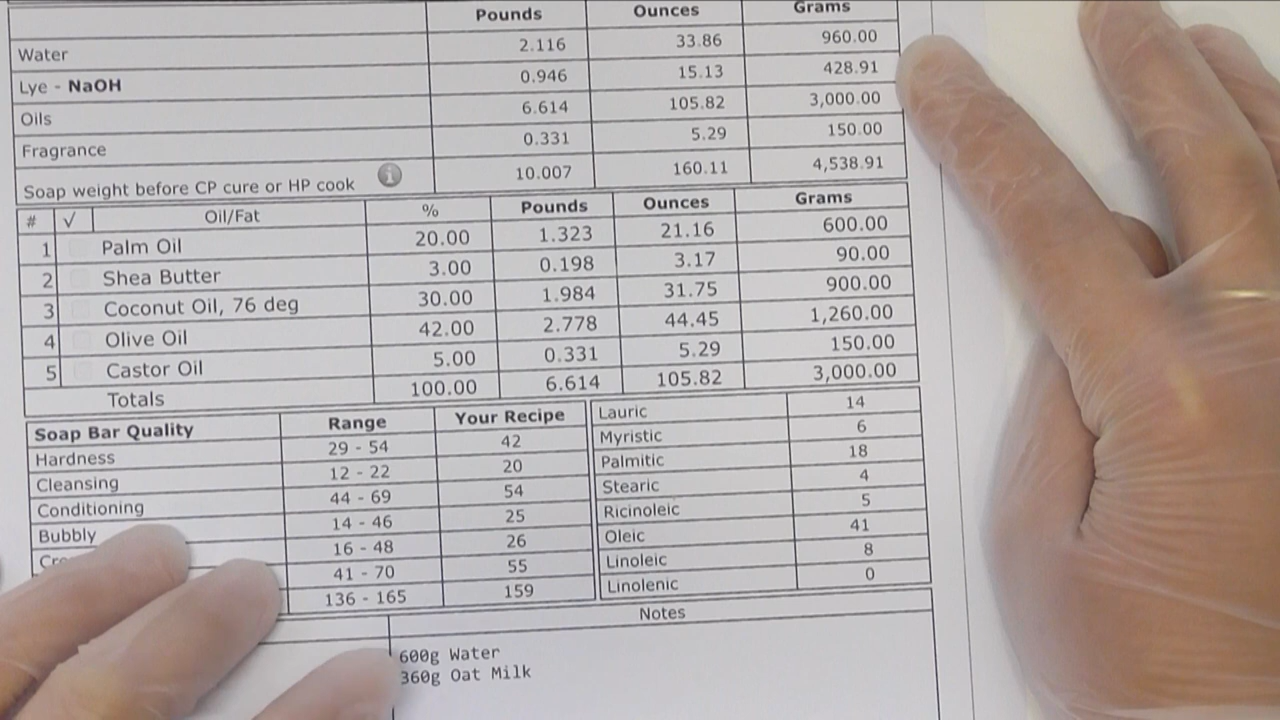 Pounds Ounces Grams
Water 2.116 33.86 960.00
Lye - NaOH 0.946 15.13 428.91
Oils 6.614 105.82 3,000.00
Fragrance 0.331 5.29 150.00
Soap weight before CP cure or HP cook i 10.007 160.11 4,538.91
# √ Oil/Fat % Pounds Ounces Grams
1 Palm Oil 20.00 1.323 21.16 600.00
2 Shea Butter 3.00 0.198 3.17 90.00
3 Coconut Oil, 76 deg 30.00 1.984 31.75 900.00
4 Olive Oil 42.00 2.778 44.45 1,260.00
5 Castor Oil 5.00 0.331 5.29 150.00
Totals 100.00 6.614 105.82 3,000.00
Soap Bar Quality Range Your Recipe
Hardness 29 - 54 42
Cleansing 12 - 22 20
Conditioning 44 - 69 54
Bubbly 14 - 46 25
16 - 48 26
41 - 70 55
136 - 165 159
Lauric 14
Myristic 6
Palmitic 18
Stearic 4
Ricinoleic 5
Oleic 41
Linoleic 8
Linolenic 0
Notes
600g Water
360g Oat Milk